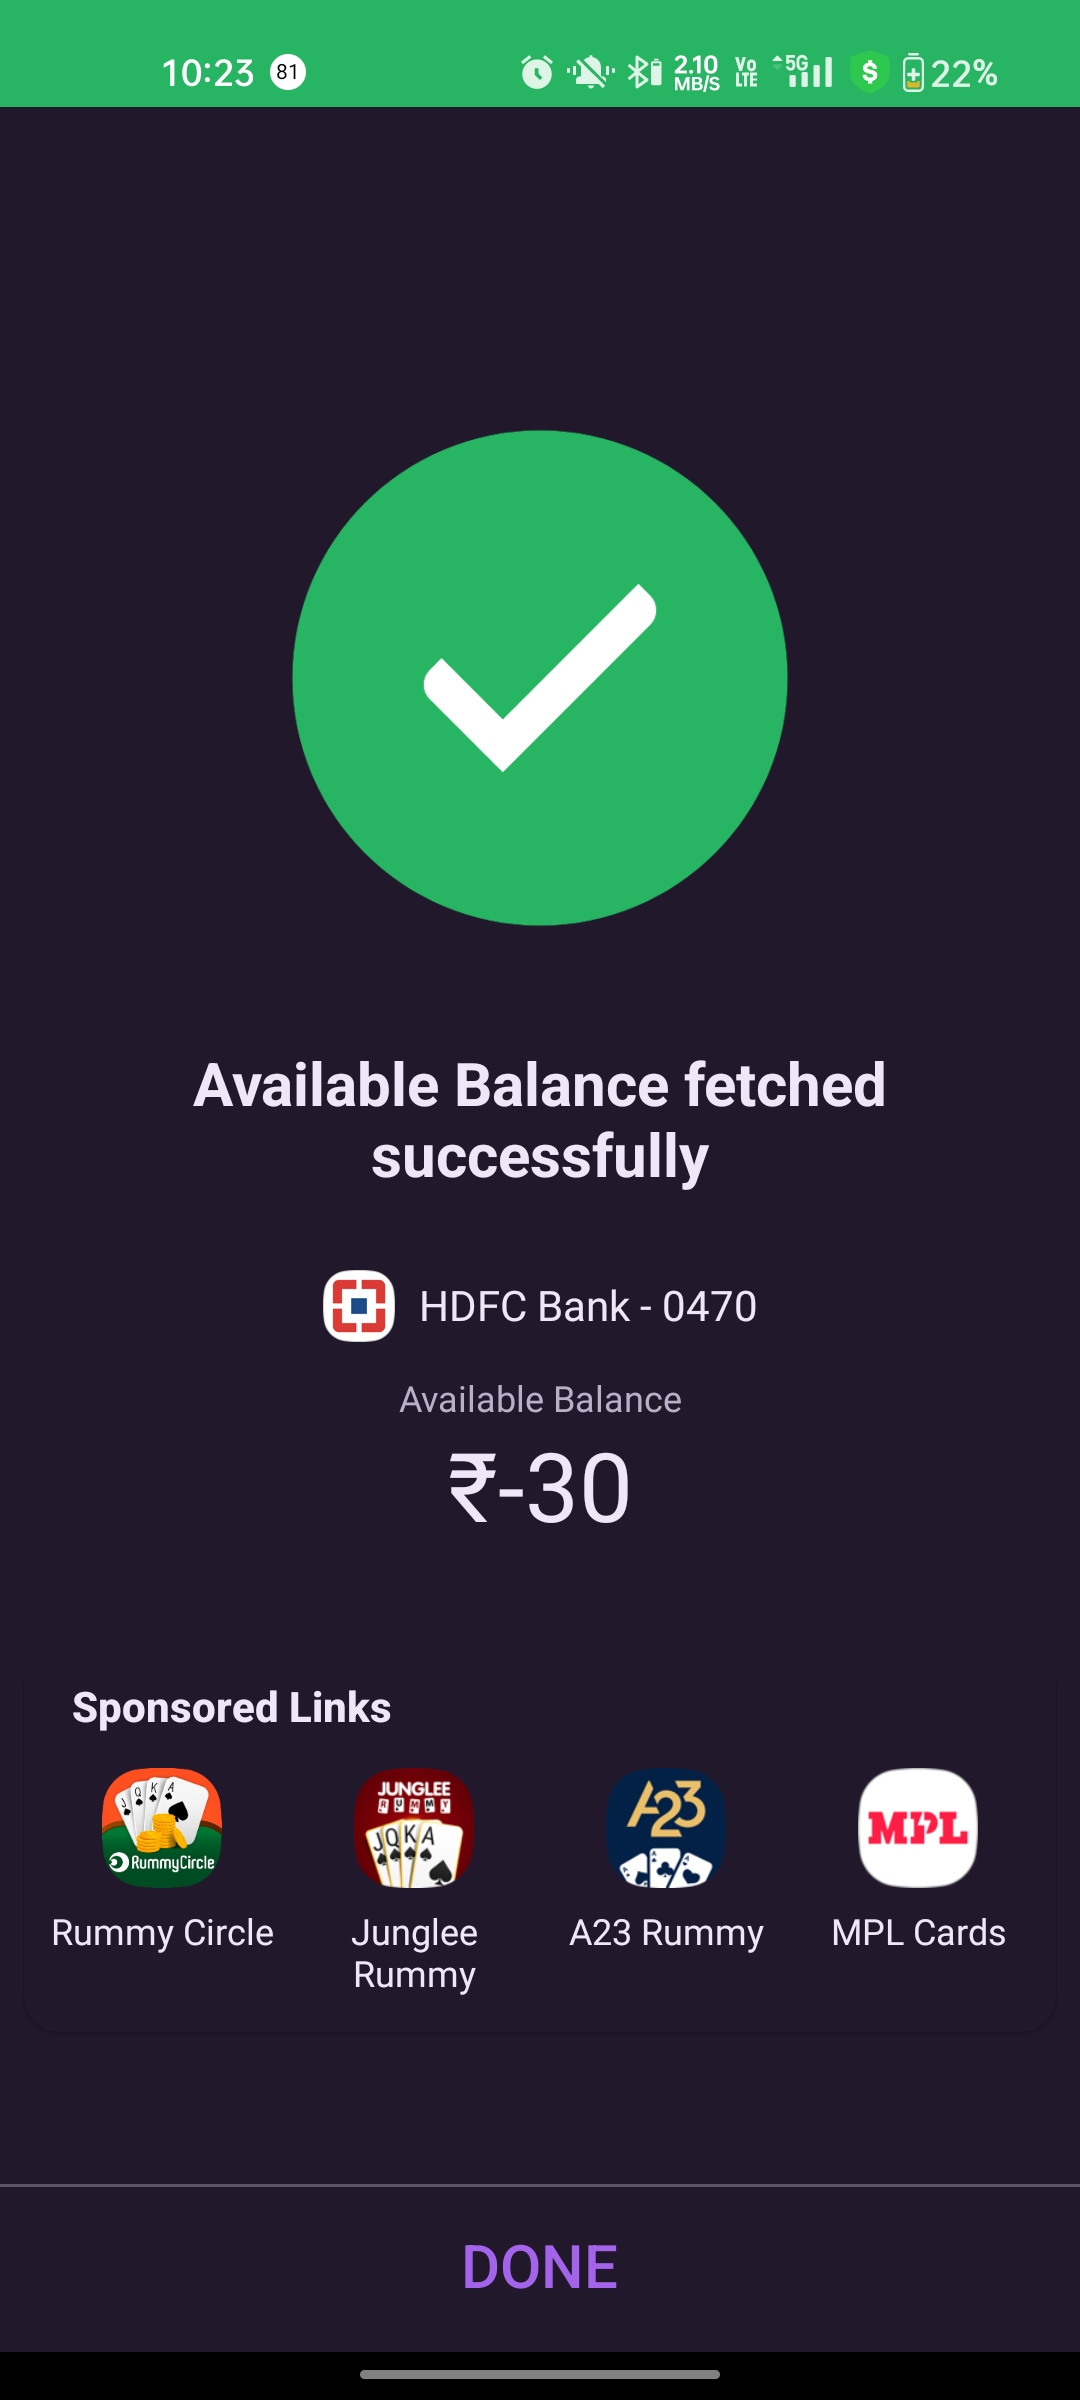 10:23 81 2.10 MB/S Vo LTE 5G $ 22%
Available Balance fetched
successfully
HDFC Bank - 0470
Available Balance
₹-30
Sponsored Links
J Q K A
RummyCircle
JUNGLEE
RUMMY
J Q K A
A23
MPL
Rummy Circle
Junglee
Rummy
A23 Rummy
MPL Cards
DONE